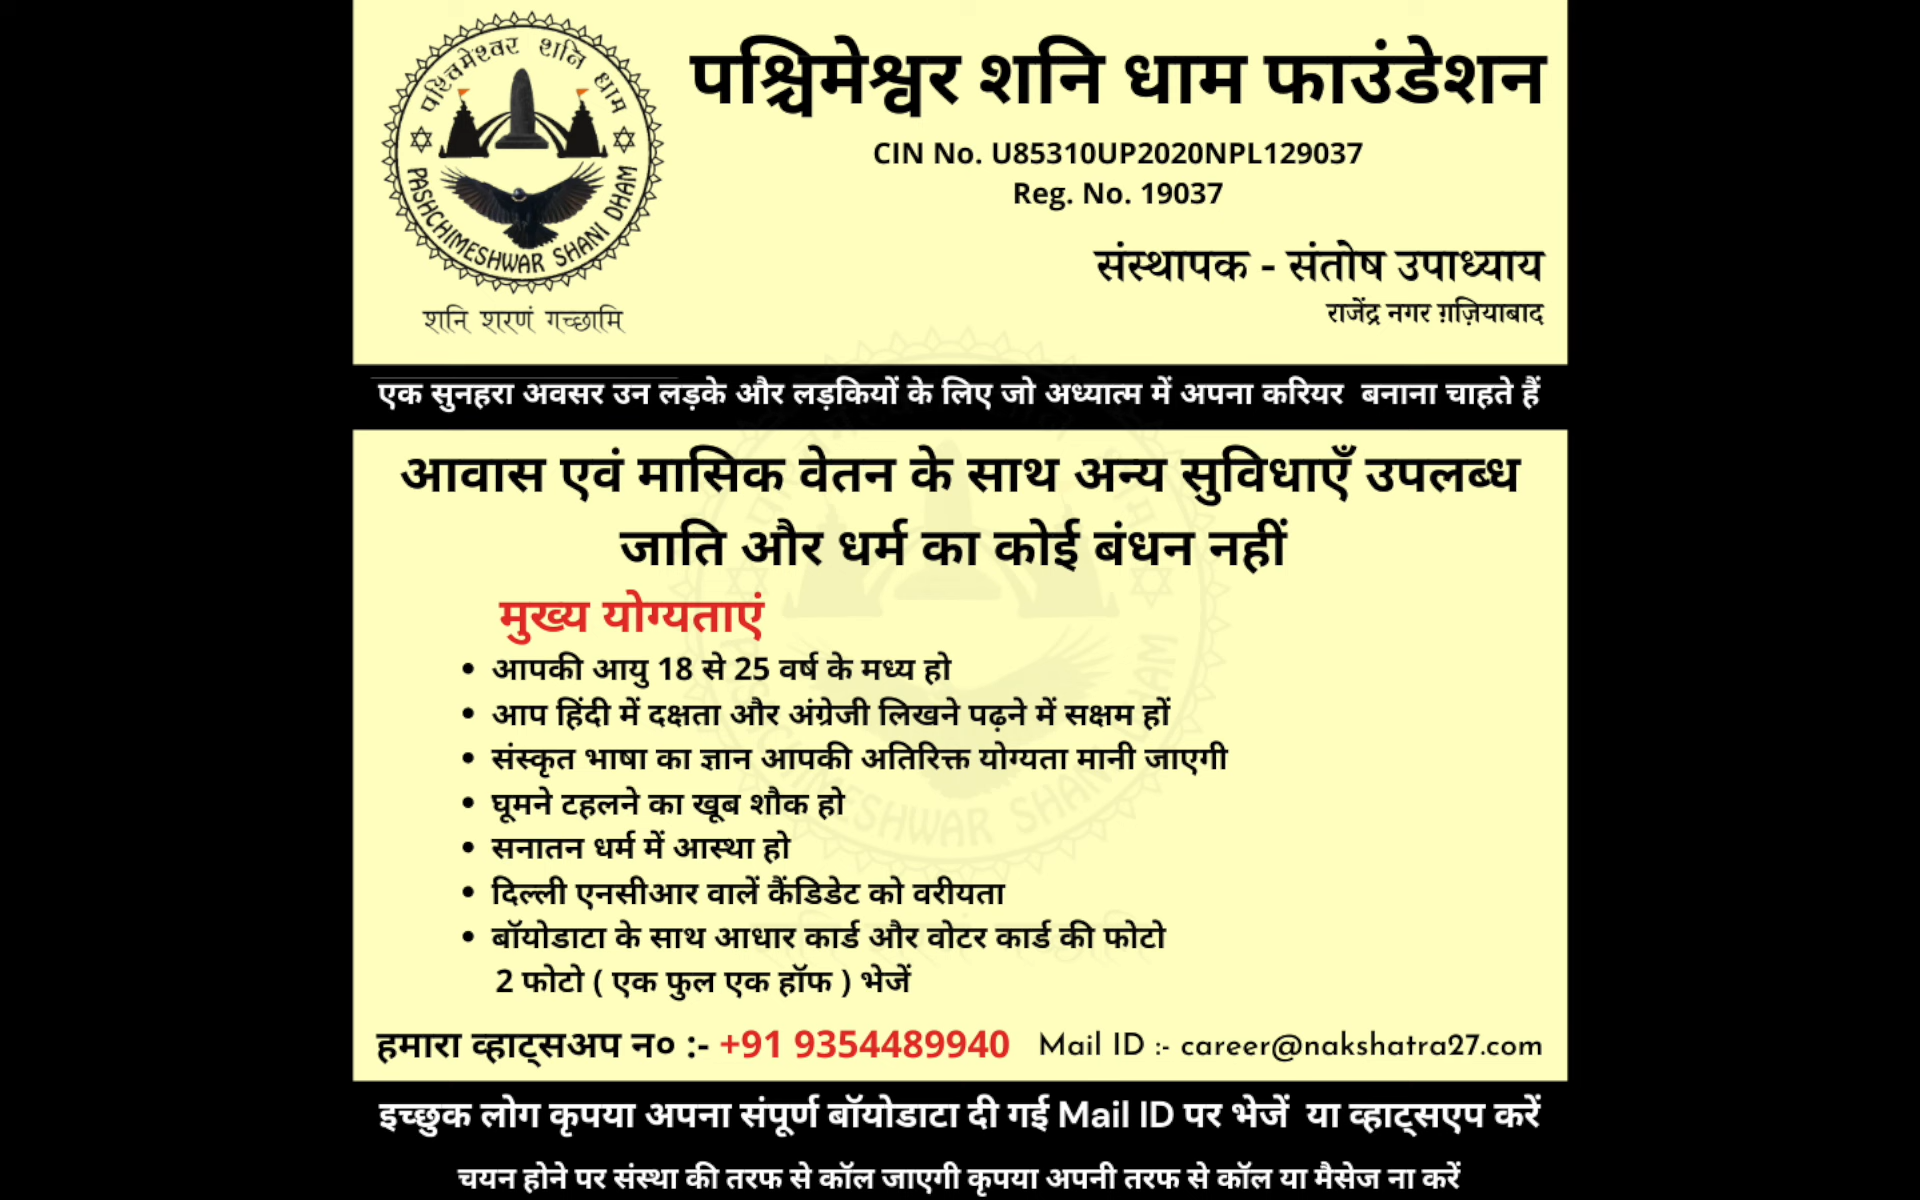 पश्चिमेश्वर शनि धाम
PASHCHIMESHWAR SHANI DHAM
शनि शरणं गच्छामि
पश्चिमेश्वर शनि धाम फाउंडेशन
CIN No. U85310UP2020NPL129037
Reg. No. 19037
संस्थापक - संतोष उपाध्याय
राजेंद्र नगर ग़ज़ियाबाद
एक सुनहरा अवसर उन लड़के और लड़कियों के लिए जो अध्यात्म में अपना करियर बनाना चाहते हैं
आवास एवं मासिक वेतन के साथ अन्य सुविधाएँ उपलब्ध
जाति और धर्म का कोई बंधन नहीं
मुख्य योग्यताएं
• आपकी आयु 18 से 25 वर्ष के मध्य हो
• आप हिंदी में दक्षता और अंग्रेजी लिखने पढ़ने में सक्षम हों
• संस्कृत भाषा का ज्ञान आपकी अतिरिक्त योग्यता मानी जाएगी
• घूमने टहलने का खूब शौक हो
• सनातन धर्म में आस्था हो
• दिल्ली एनसीआर वालें कैंडिडेट को वरीयता
• बॉयोडाटा के साथ आधार कार्ड और वोटर कार्ड की फोटो
2 फोटो ( एक फुल एक हॉफ ) भेजें
हमारा व्हाट्सअप न० :- +91 9354489940 Mail ID :- career@nakshatra27.com
इच्छुक लोग कृपया अपना संपूर्ण बॉयोडाटा दी गई Mail ID पर भेजें या व्हाट्सएप करें
चयन होने पर संस्था की तरफ से कॉल जाएगी कृपया अपनी तरफ से कॉल या मैसेज ना करें